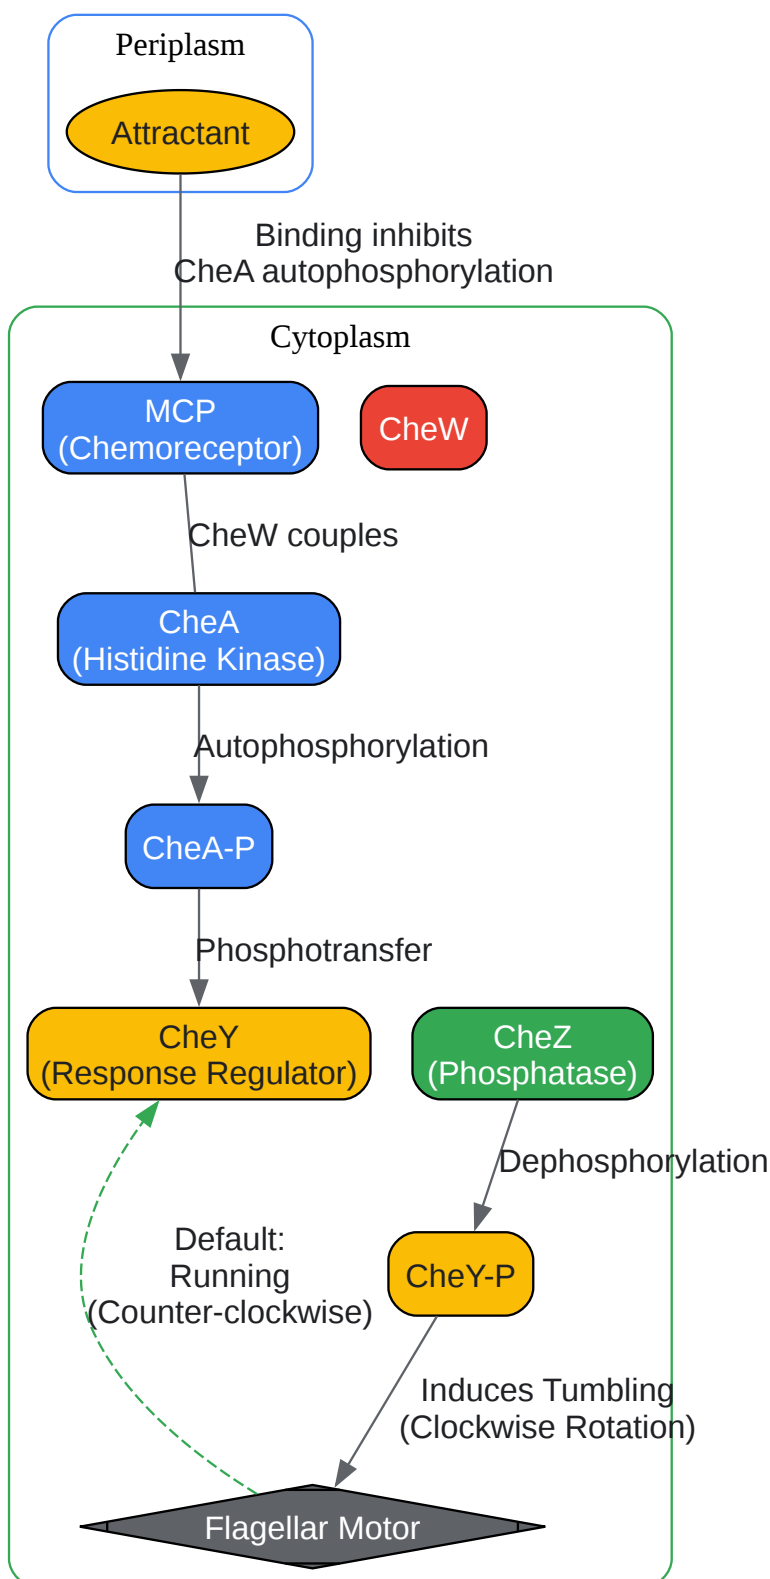 Periplasm
Attractant
Binding inhibits
CheA autophosphorylation
Cytoplasm
MCP
(Chemoreceptor)
CheW
CheW couples
CheA
(Histidine Kinase)
Autophosphorylation
CheA-P
Phosphotransfer
CheY
(Response Regulator)
CheZ
(Phosphatase)
Dephosphorylation
Default:
Running
(Counter-clockwise)
CheY-P
Induces Tumbling
(Clockwise Rotation)
Flagellar Motor